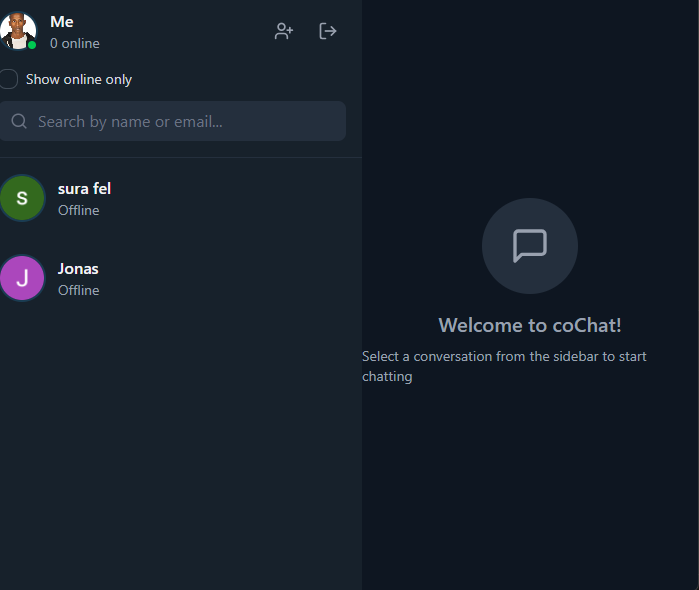 Me
0 online
Show online only
Search by name or email...
s
sura fel
Offline
J
Jonas
Offline
Welcome to coChat!
Select a conversation from the sidebar to start
chatting